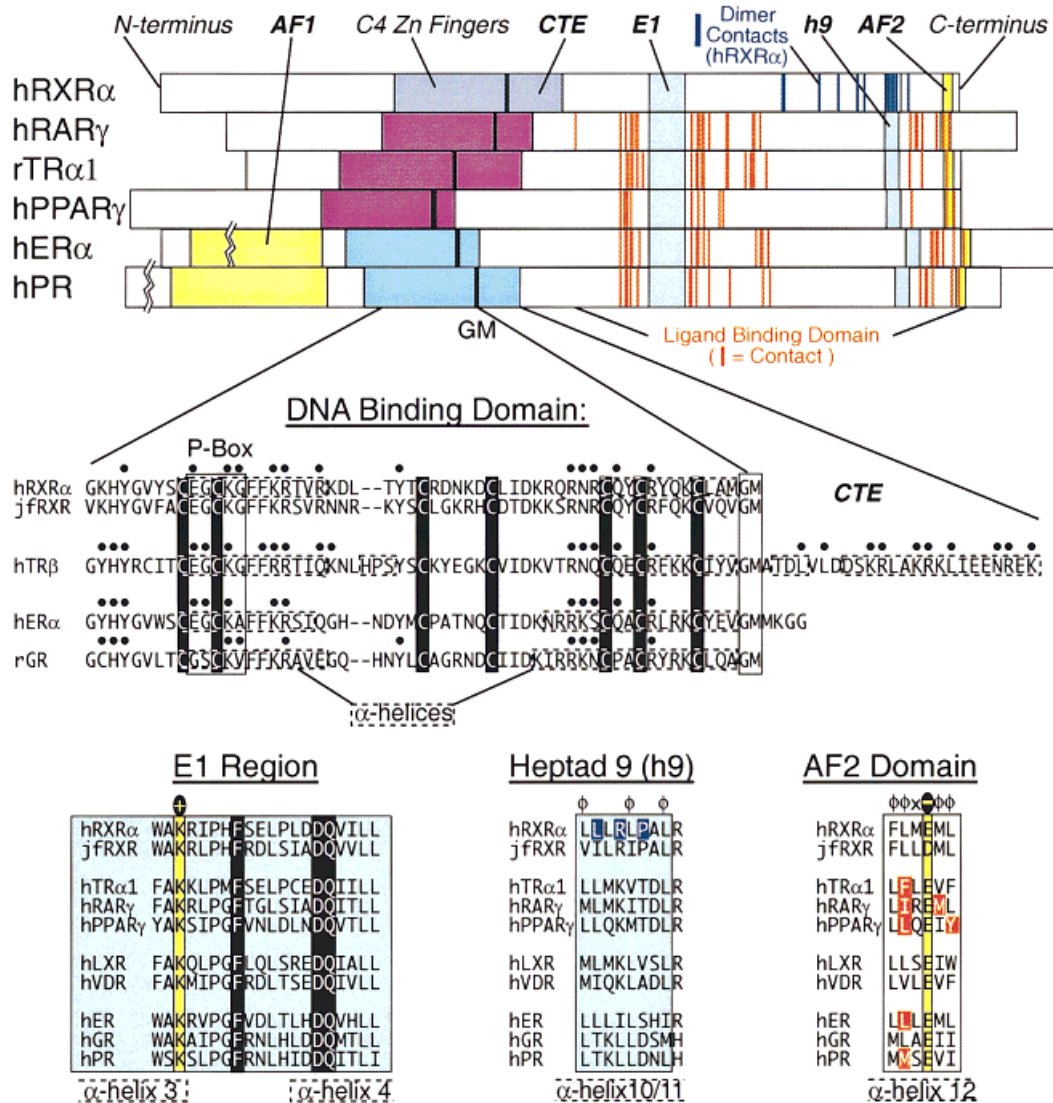 N-terminus AF1 C4 Zn Fingers CTE E1 Dimer Contacts (hRXRα) h9 AF2 C-terminus
hRXRα
hRARγ
rTRα1
hPPARγ
hERα
hPR
GM
Ligand Binding Domain
( = Contact )
DNA Binding Domain:
P-Box
CTE
hRXRα GKHYGVYSCEGCKGFFKRTVRKDL--TYTCRDNKDCLIDKRQRNRCQYCRYQKCLAMGM
jfRXR VKHYGVFACEGCKGFFKRSVRNNR-KYSCLGKRHCDTDKKSRNRCQYCRFQKCVQVGM
hTRβ GYHYRCITCEGCKGFFRRTIQKNLHPSYSCKYEGKCVIDKVTRNQCQECRFKKCIYVGMATDLVLDDSKRLAKRKLIEENREK
hERα GYHYGVWSCEGCKAFFKRSIQGH--NDYMCPATNQCTIDKNRRKSCQACRLRKCYEVGMMKGG
rGR GCHYGVLTCGSCKVFFKRAVEGQ--HNYLCAGRNDCIIDKIRRKNCPACRYRKCLQAGM
α-helices
E1 Region
+
hRXRα WAKRIPHFSELPLDDQVILL
jfRXR WAKRLPHFRDLSIADQVVLL
hTRα1 FAKKLPMFSELPCEDQIILL
hRARγ FAKRLPGFTGLSIADQITLL
hPPARγ YAKSIPGFVNLDLNDQVTLL
hLXR FAKQLPGFLQLSREDQIALL
hVDR FAKMIPGFRDLTSEDQIVLL
hER WAKRVPGFVDLTLHDQVHLL
hGR WAKAIPGFRNLHLDDQMTLL
hPR WSKSLPGFRNLHIDDQITLI
α-helix 3 α-helix 4
Heptad 9 (h9)
ϕ ϕ ϕ
hRXRα LLLRLPALR
jfRXR VILRIPALR
hTRα1 LLMKVTDLR
hRARγ MLMKITDLR
hPPARγ LLQKMTDLR
hLXR MLMKLVSLR
hVDR MIQKLADLR
hER LLLILSHIR
hGR LTKLLDSMH
hPR LTKLLDNLH
α-helix10/11
AF2 Domain
ϕϕx−ϕϕ
hRXRα FLMEML
jfRXR FLLDML
hTRα1 LFLEVF
hRARγ LIREML
hPPARγ LLQEIY
hLXR LLSEIW
hVDR LVLEVF
hER LLLEML
hGR MLAEII
hPR LMSEVI
α-helix 12